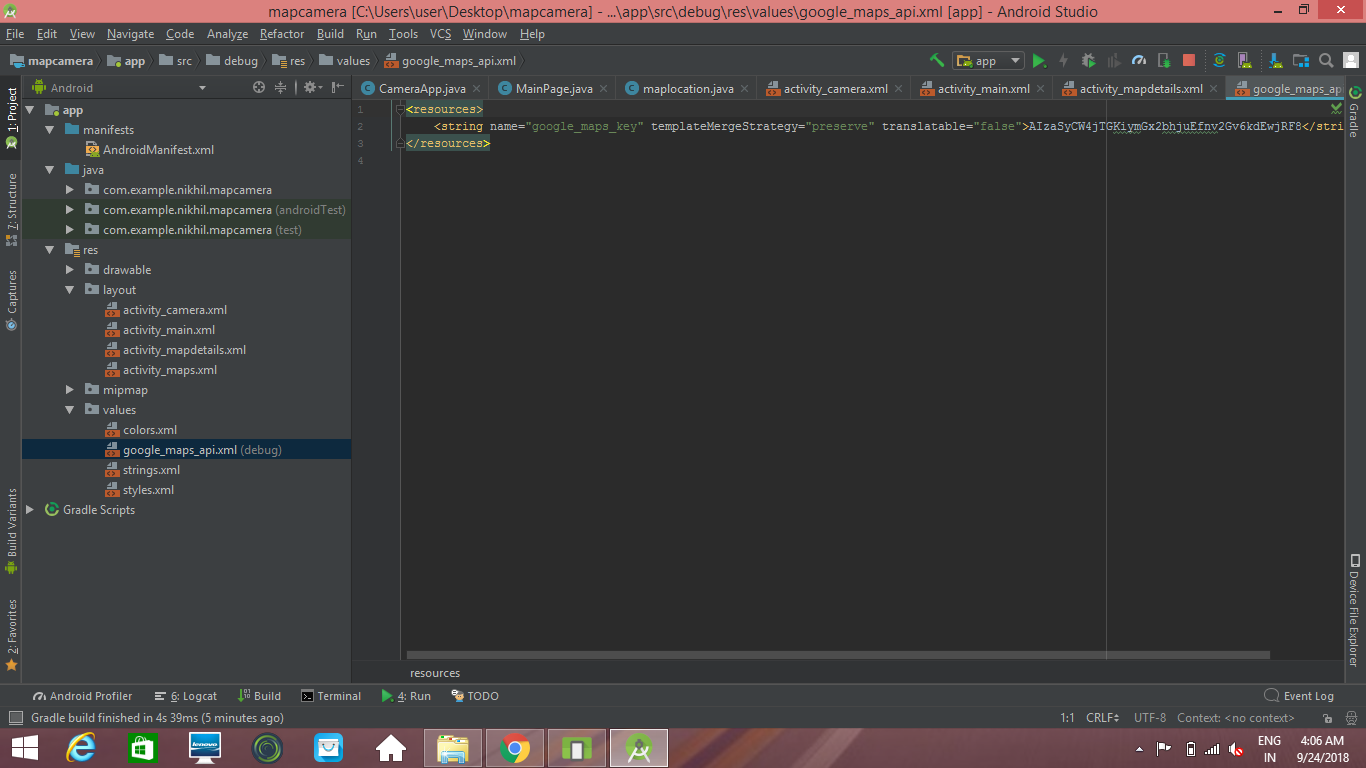 mapcamera [C:\Users\user\Desktop\mapcamera] - ...\app\src\debug\res\values\google_maps_api.xml [app] - Android Studio
File Edit View Navigate Code Analyze Refactor Build Run Tools VCS Window Help
mapcamera app src debug res values google_maps_api.xml app
Android CameraApp.java MainPage.java maplocation.java activity_camera.xml activity_main.xml activity_mapdetails.xml google_maps_ap
1: Project
7: Structure
Captures
Build Variants
2: Favorites
app
manifests
AndroidManifest.xml
java
com.example.nikhil.mapcamera
com.example.nikhil.mapcamera (androidTest)
com.example.nikhil.mapcamera (test)
res
drawable
layout
activity_camera.xml
activity_main.xml
activity_mapdetails.xml
activity_maps.xml
mipmap
values
colors.xml
google_maps_api.xml (debug)
strings.xml
styles.xml
Gradle Scripts
1 <resources>
2 <string name="google_maps_key" templateMergeStrategy="preserve" translatable="false">AIzaSyCW4jTGKiymGx2bhjuEfnv2Gv6kdEwjRF8</stri
3 </resources>
4
Gradle
Device File Explorer
resources
Android Profiler 6: Logcat Build Terminal 4: Run TODO Event Log
Gradle build finished in 4s 39ms (5 minutes ago) 1:1 CRLF UTF-8 Context: <no context>
lenovo
ENG 4:06 AM
IN 9/24/2018